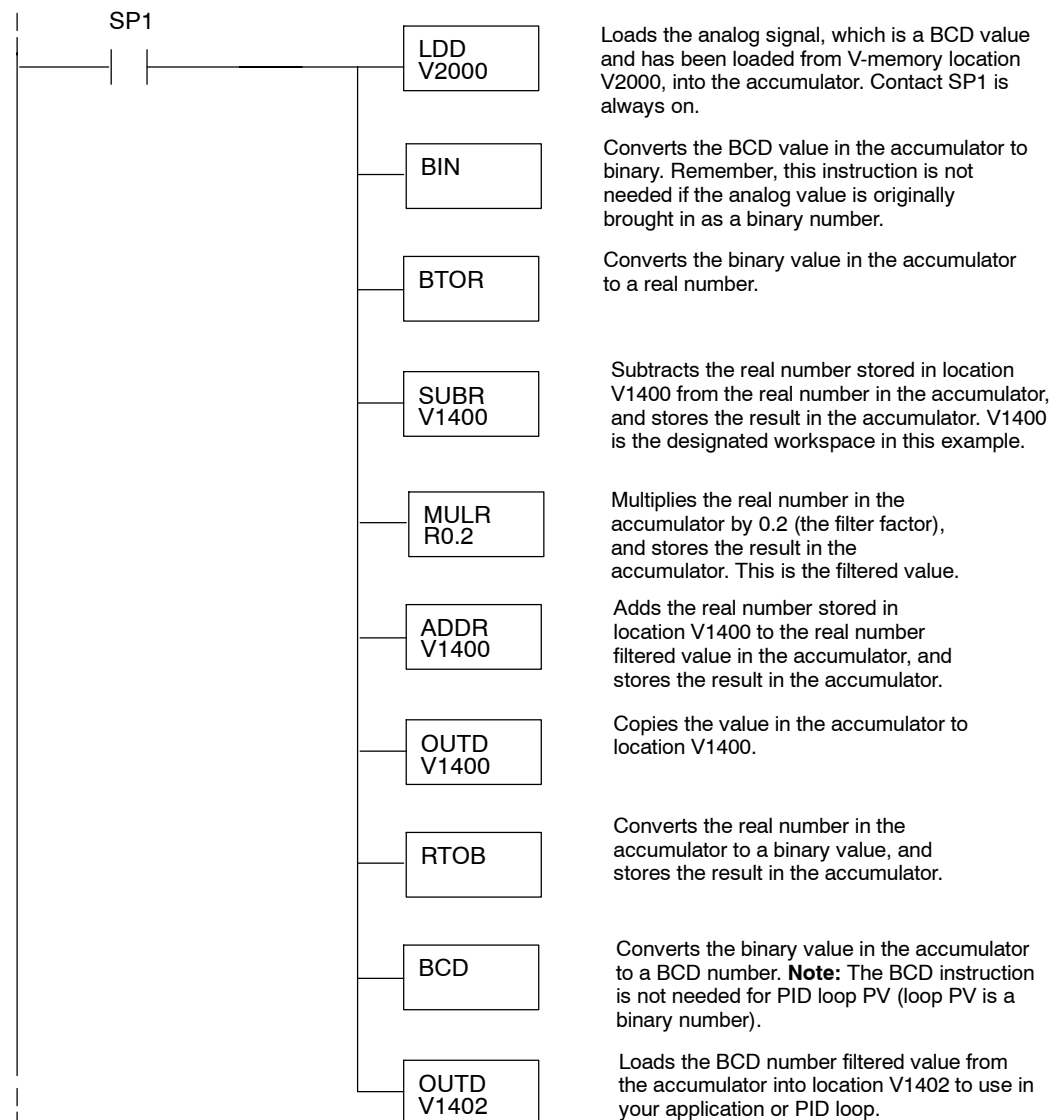 SP1
LDD
V2000
Loads the analog signal, which is a BCD value
and has been loaded from V-memory location
V2000, into the accumulator. Contact SP1 is
always on.
BIN
Converts the BCD value in the accumulator to
binary. Remember, this instruction is not
needed if the analog value is originally
brought in as a binary number.
BTOR
Converts the binary value in the accumulator
to a real number.
SUBR
V1400
Subtracts the real number stored in location
V1400 from the real number in the accumulator,
and stores the result in the accumulator. V1400
is the designated workspace in this example.
MULR
R0.2
Multiplies the real number in the
accumulator by 0.2 (the filter factor),
and stores the result in the
accumulator. This is the filtered value.
ADDR
V1400
Adds the real number stored in
location V1400 to the real number
filtered value in the accumulator, and
stores the result in the accumulator.
OUTD
V1400
Copies the value in the accumulator to
location V1400.
RTOB
Converts the real number in the
accumulator to a binary value, and
stores the result in the accumulator.
BCD
Converts the binary value in the accumulator
to a BCD number. Note: The BCD instruction
is not needed for PID loop PV (loop PV is a
binary number).
OUTD
V1402
Loads the BCD number filtered value from
the accumulator into location V1402 to use in
your application or PID loop.